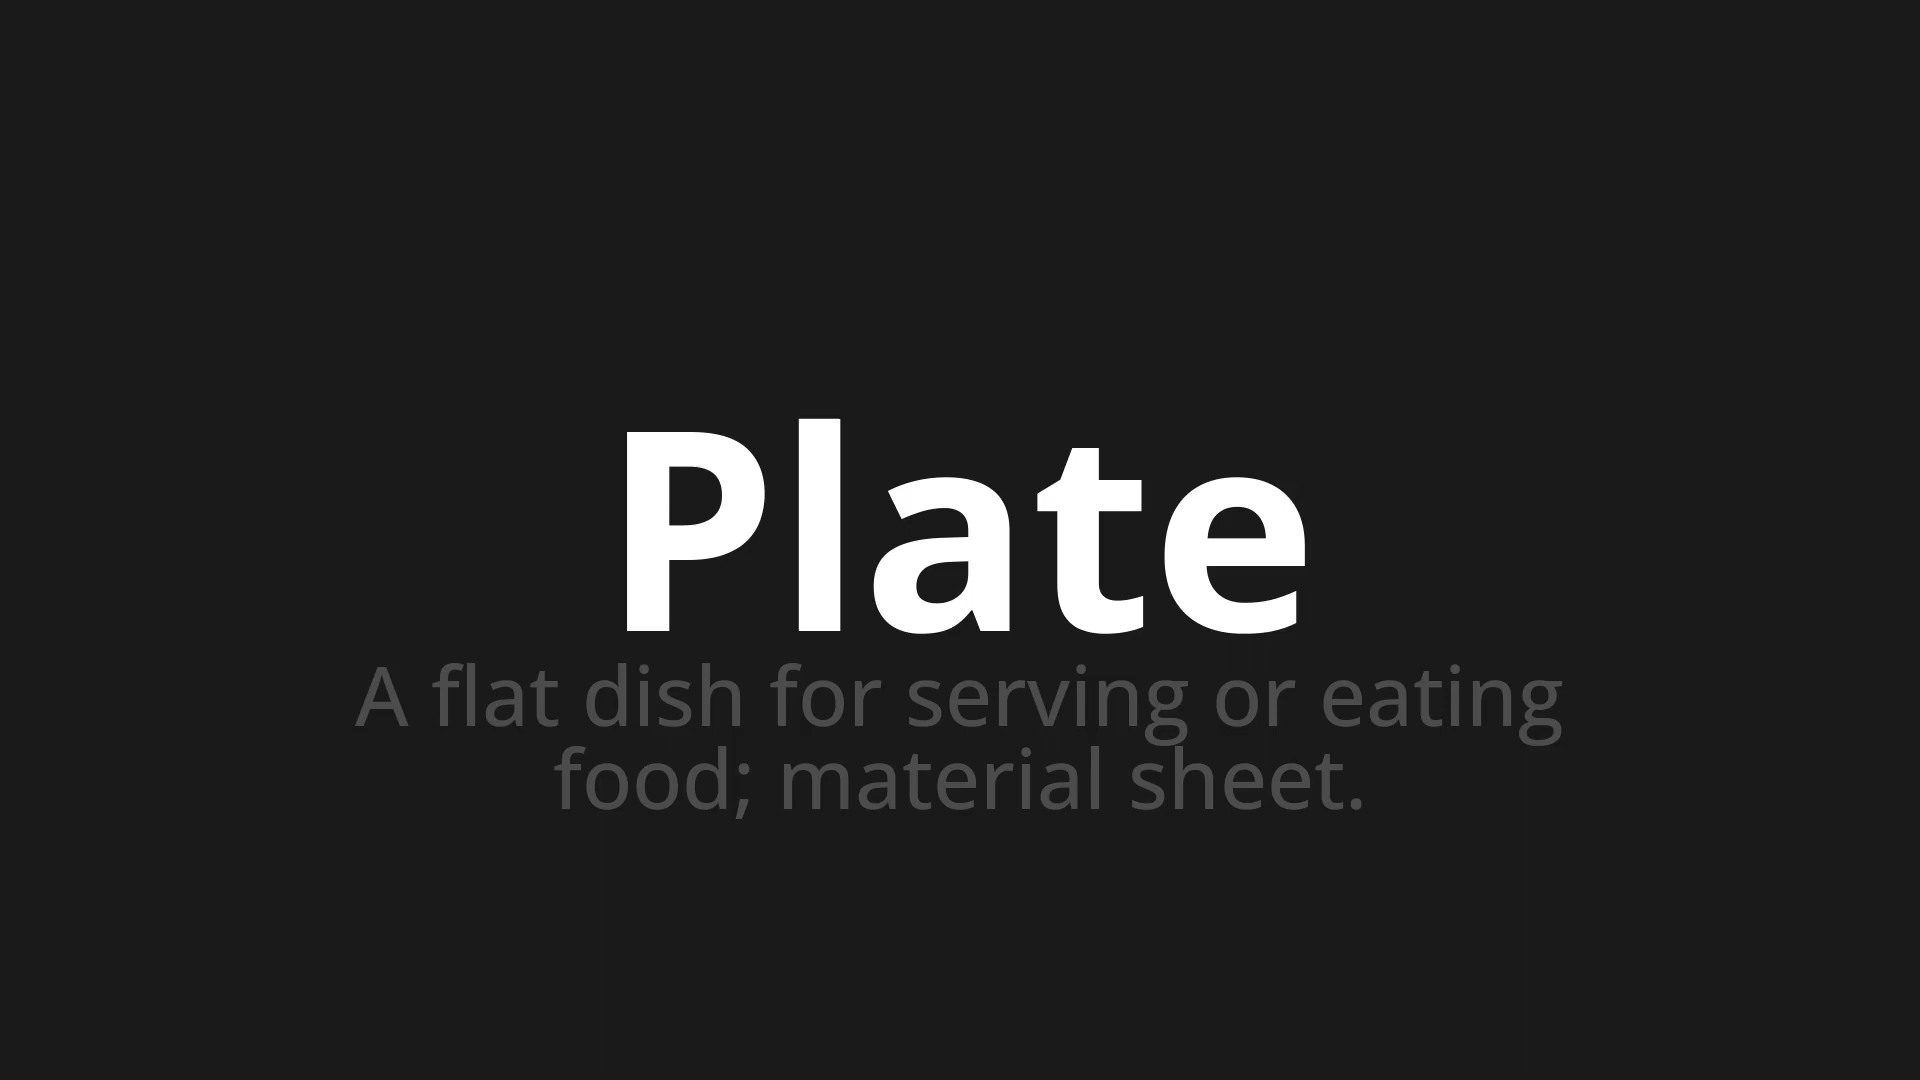 Plate
A flat dish for serving or eating
food; material sheet.